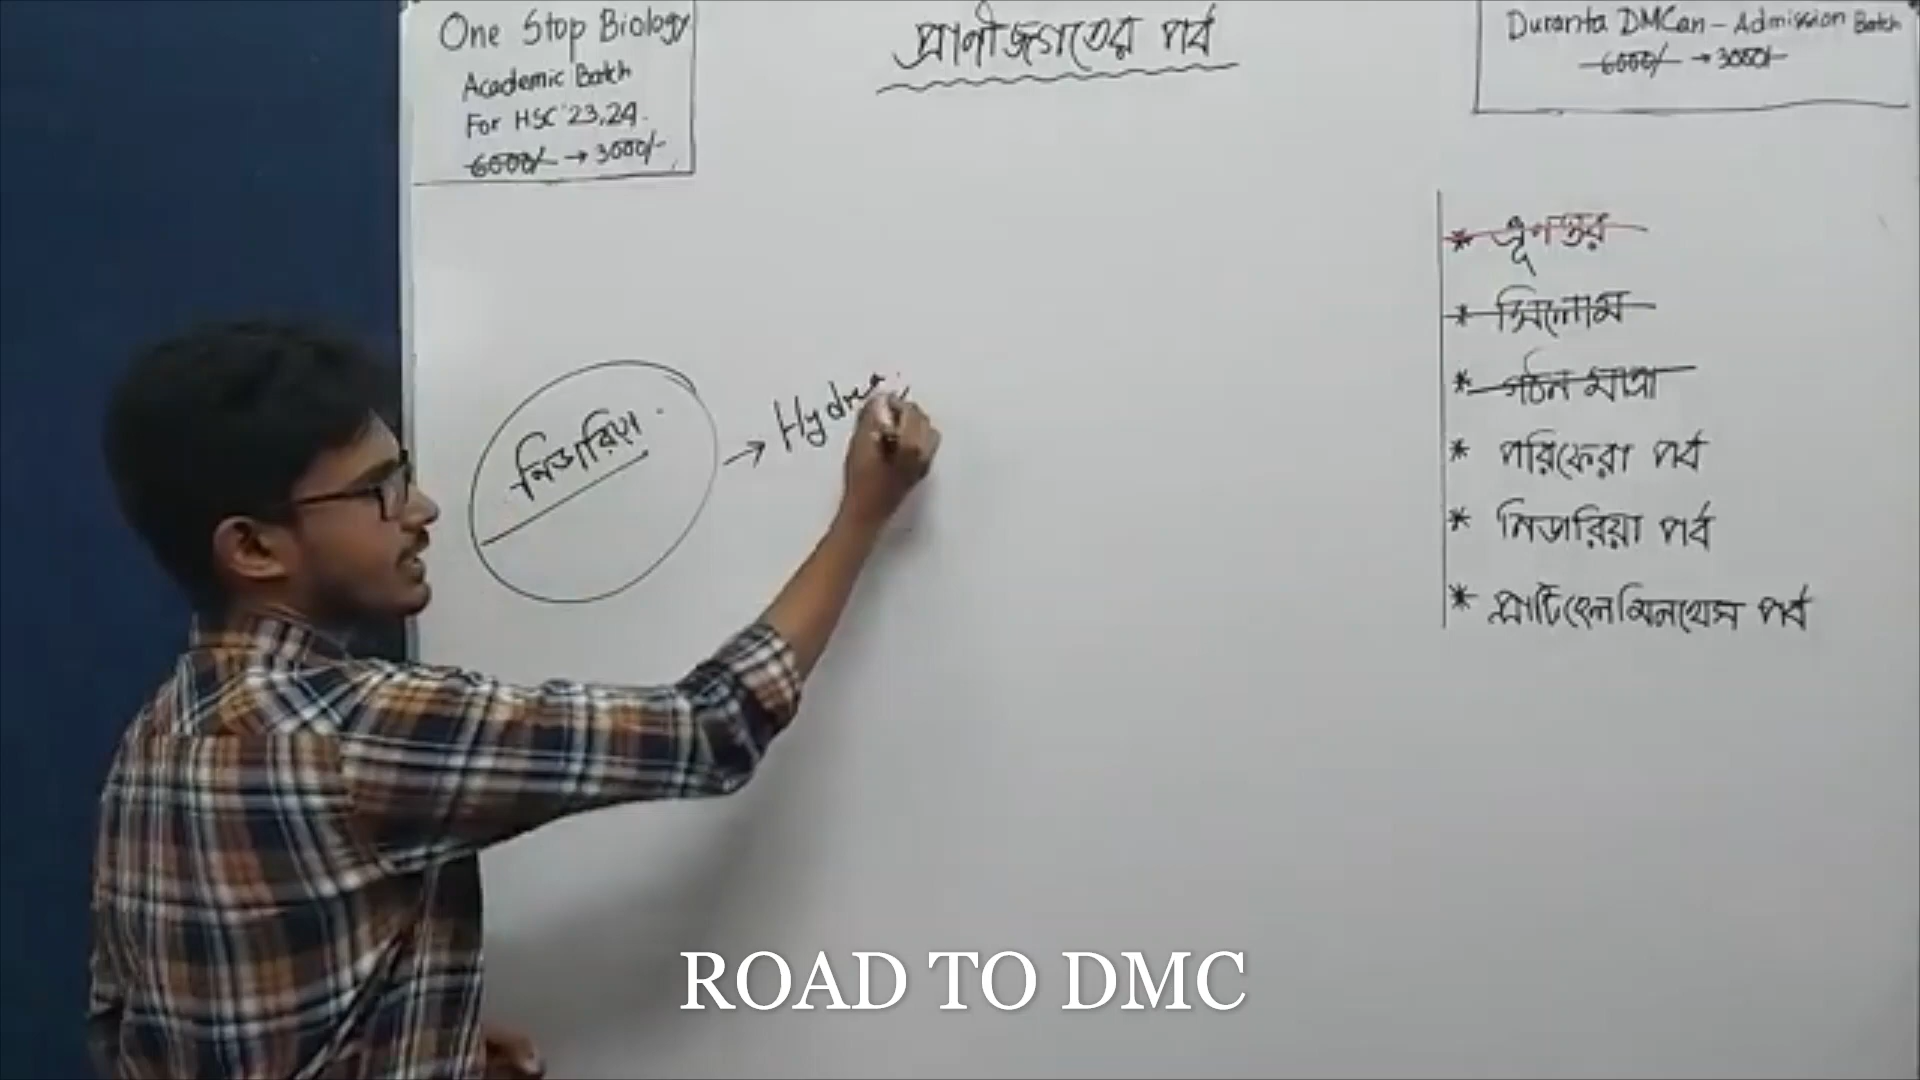 One Stop Biology
Academic Batch
For HSC '23,24.
6000/- → 3000/-
প্রাণীজগতের পর্ব
Duranta DMCan - Admission Batch
6000/- → 3000/-
* ভ্রূণস্তর
* সিলোম
* গঠন মাত্রা
* পরিফেরা পর্ব
* নিডারিয়া পর্ব
* প্লাটিহেলমিনথেস পর্ব
নিডারিয়া → Hydra
ROAD TO DMC